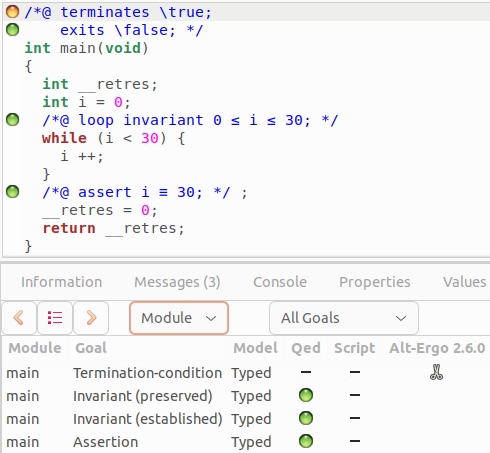 /*@ terminates \true;
exits \false; */
int main(void)
{
int __retres;
int i = 0;
/*@ loop invariant 0 ≤ i ≤ 30; */
while (i < 30) {
i ++;
}
/*@ assert i ≡ 30; */ ;
__retres = 0;
return __retres;
}
Information Messages (3) Console Properties Values
Module All Goals
Module Goal Model Qed Script Alt-Ergo 2.6.0
main Termination-condition Typed — —
main Invariant (preserved) Typed —
main Invariant (established) Typed —
main Assertion Typed —